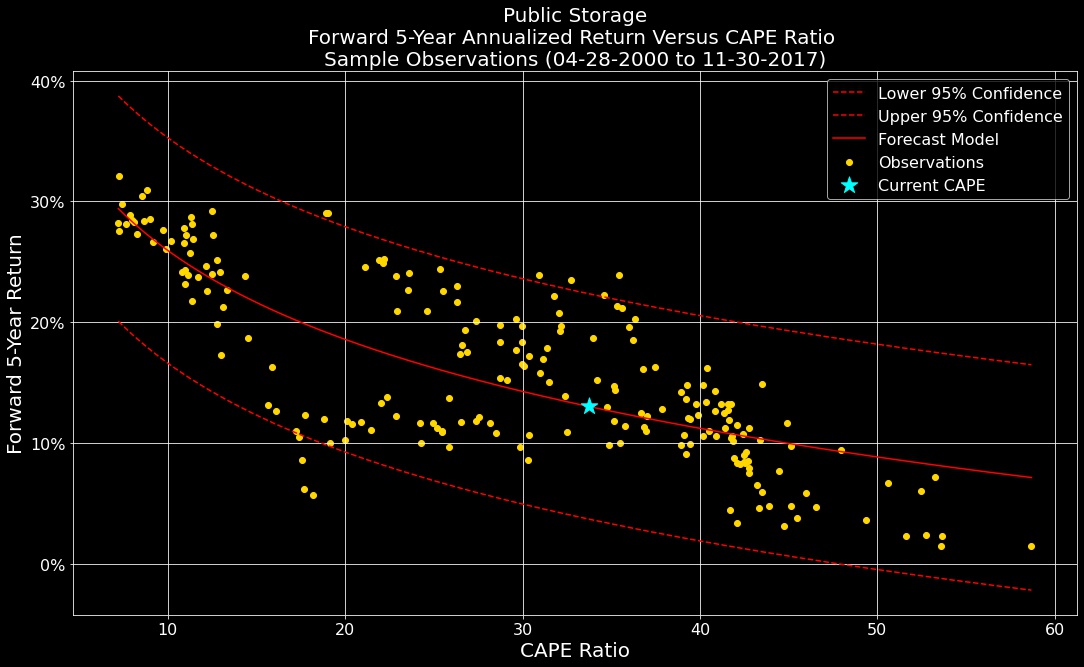 Public Storage
Forward 5-Year Annualized Return Versus CAPE Ratio
Sample Observations (04-28-2000 to 11-30-2017)
Lower 95% Confidence
Upper 95% Confidence
Forecast Model
Observations
Current CAPE
Forward 5-Year Return
40%
30%
20%
10%
0%
10
20
30
40
50
60
CAPE Ratio